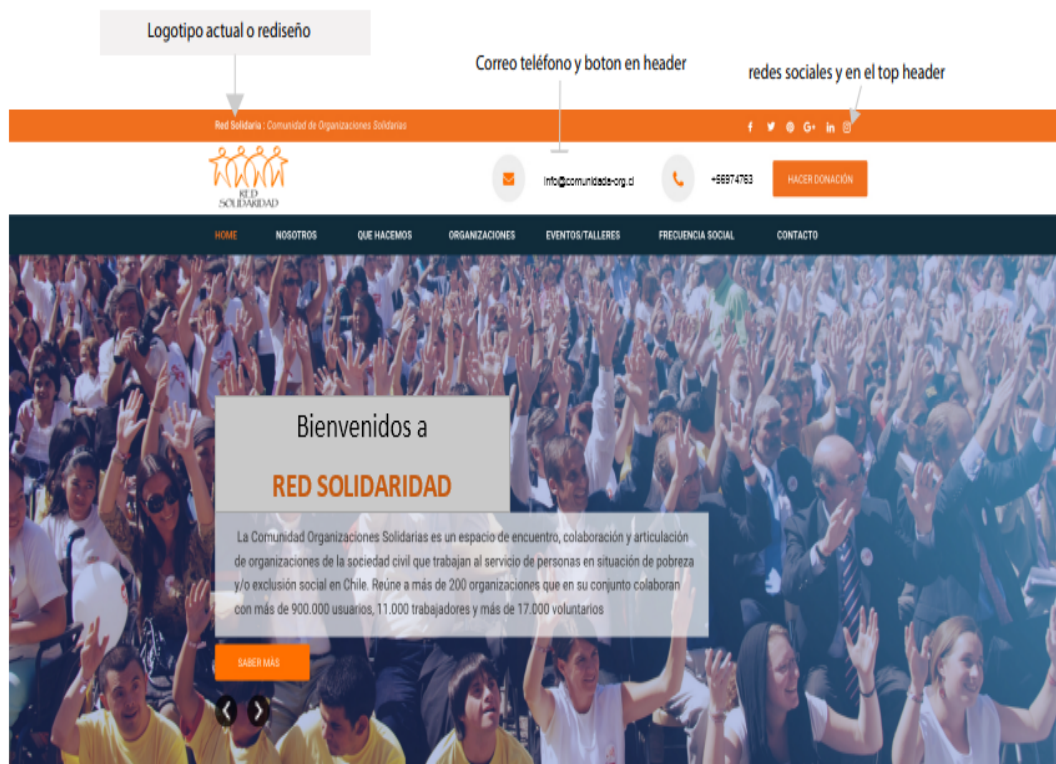 Logotipo actual o rediseño
Correo teléfono y boton en header
redes sociales y en el top header
Red Solidaria : Comunidad de Organizaciones Solidarias
f G+ in
RED
SOLIDARIDAD
info@comunidada-org.cl
+56974763
HACER DONACIÓN
HOME NOSOTROS QUE HACEMOS ORGANIZACIONES EVENTOS/TALLERES FRECUENCIA SOCIAL CONTACTO
Bienvenidos a
RED SOLIDARIDAD
La Comunidad Organizaciones Solidarias es un espacio de encuentro, colaboración y articulación
de organizaciones de la sociedad civil que trabajan al servicio de personas en situación de pobreza
y/o exclusión social en Chile. Reúne a más de 200 organizaciones que en su conjunto colaboran
con más de 900.000 usuarios, 11.000 trabajadores y más de 17.000 voluntarios
SABER MÁS